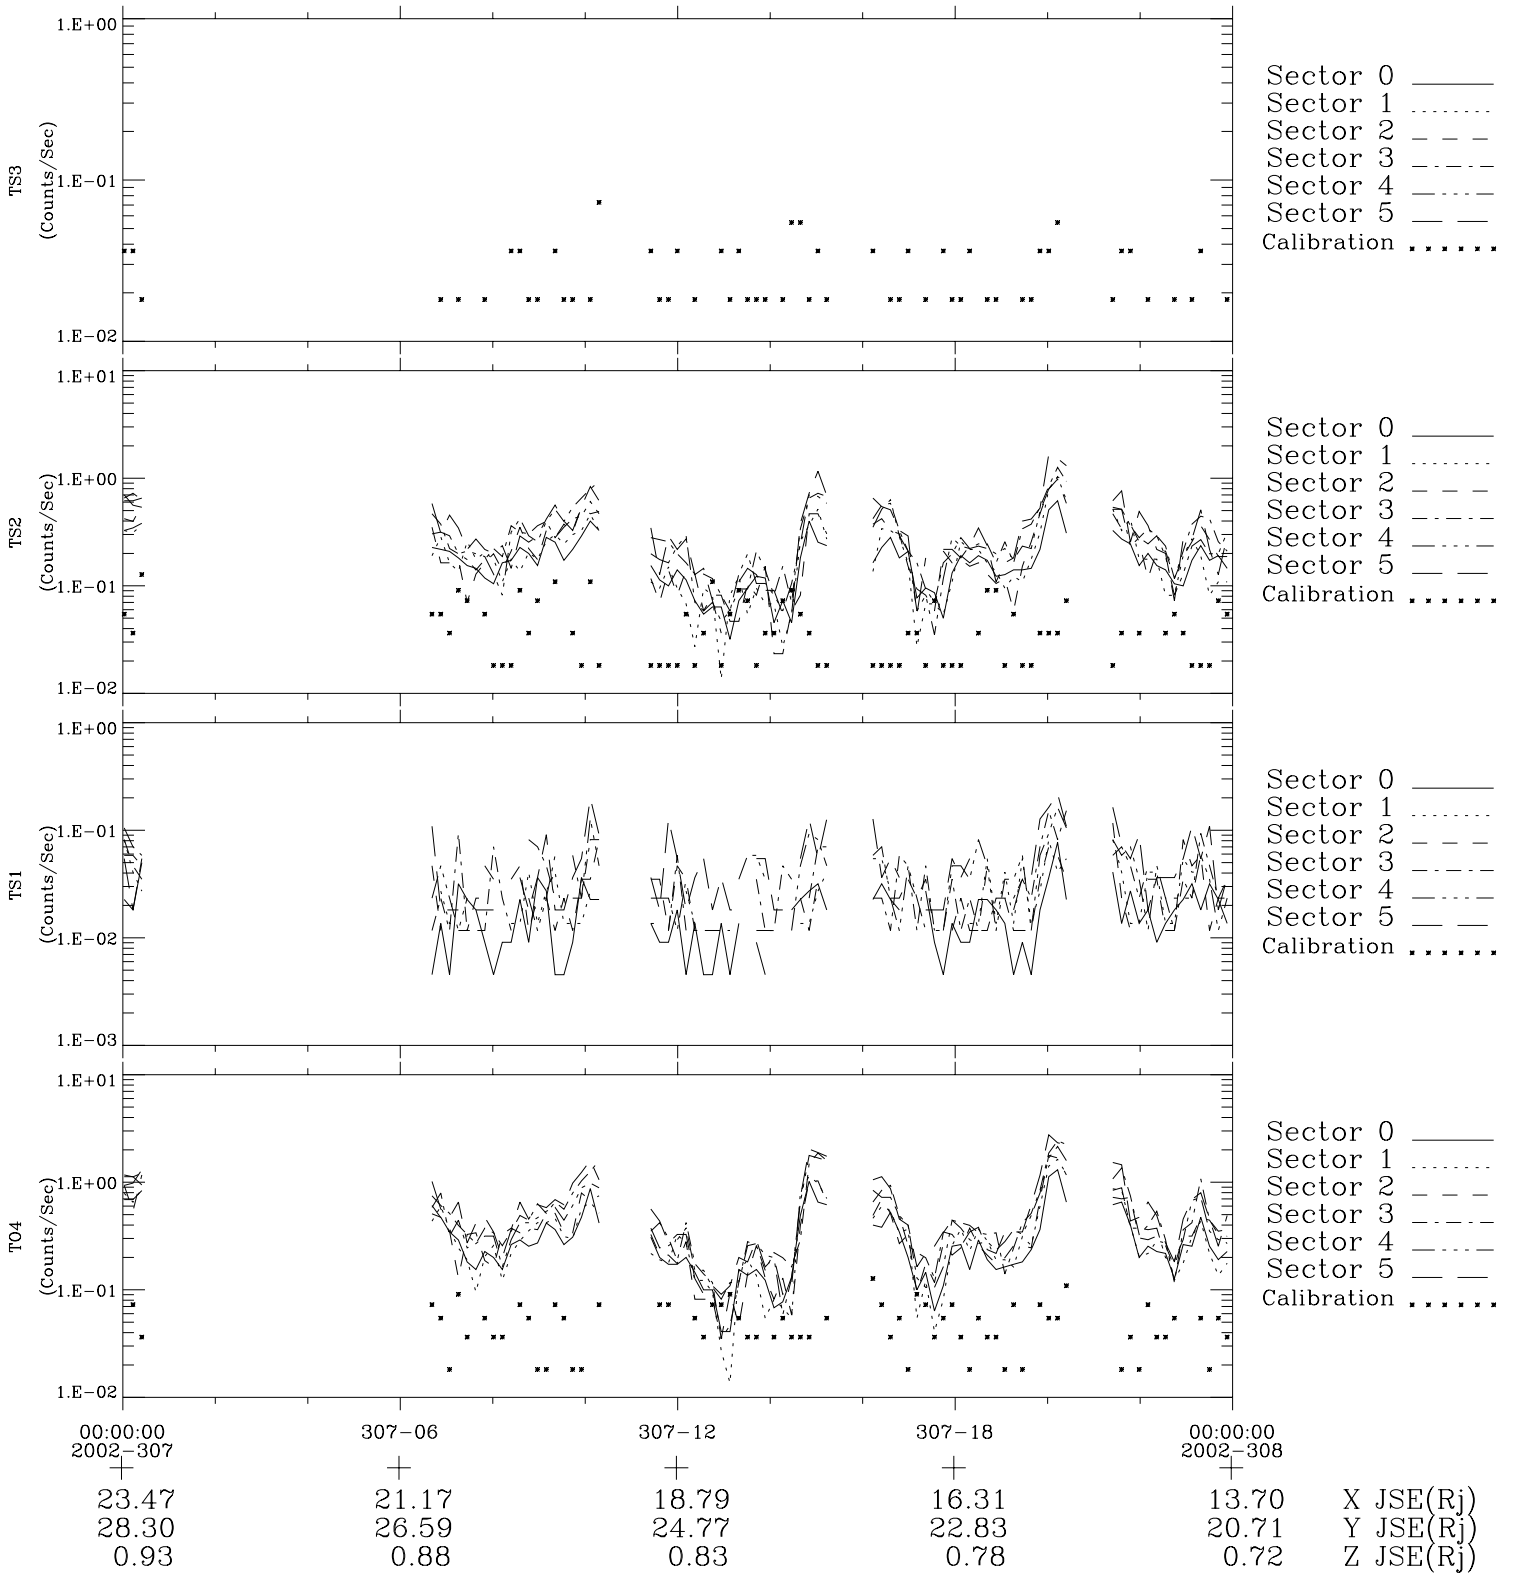 1.E+00
1.E-01
1.E-02
TS3
(Counts/Sec)
Sector 0
Sector 1
Sector 2
Sector 3
Sector 4
Sector 5
Calibration
1.E+01
1.E+00
1.E-01
1.E-02
TS2
(Counts/Sec)
Sector 0
Sector 1
Sector 2
Sector 3
Sector 4
Sector 5
Calibration
1.E+00
1.E-01
1.E-02
1.E-03
TS1
(Counts/Sec)
Sector 0
Sector 1
Sector 2
Sector 3
Sector 4
Sector 5
Calibration
1.E+01
1.E+00
1.E-01
1.E-02
T04
(Counts/Sec)
Sector 0
Sector 1
Sector 2
Sector 3
Sector 4
Sector 5
Calibration
00:00:00 307-06 307-12 307-18 00:00:00
2002-307 2002-308
23.47 21.17 18.79 16.31 13.70 X JSE(Rj)
28.30 26.59 24.77 22.83 20.71 Y JSE(Rj)
0.93 0.88 0.83 0.78 0.72 Z JSE(Rj)